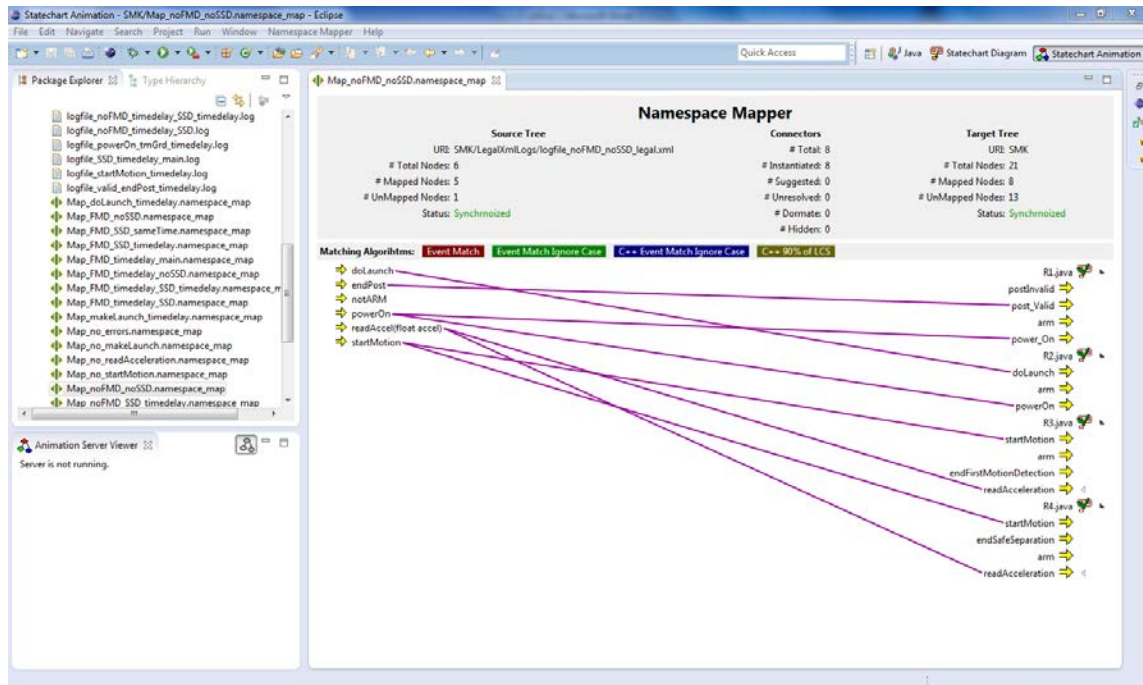 Statechart Animation - SMK/Map_noFMD_noSSD.namespace_map - Eclipse
File Edit Navigate Search Project Run Window Namespace Mapper Help
Quick Access
Java
Statechart Diagram
Statechart Animation
Package Explorer
Type Hierarchy
logfile_noFMD_timedelay_SSD_timedelay.log
logfile_noFMD_timedelay_SSD.log
logfile_powerOn_tmGrd_timedelay.log
logfile_SSD_timedelay_main.log
logfile_startMotion_timedelay.log
logfile_valid_endPost_timedelay.log
Map_doLaunch_timedelay.namespace_map
Map_FMD_noSSD.namespace_map
Map_FMD_SSD_sameTime.namespace_map
Map_FMD_SSD_timedelay.namespace_map
Map_FMD_timedelay_main.namespace_map
Map_FMD_timedelay_noSSD.namespace_map
Map_FMD_timedelay_SSD_timedelay.namespace_m
Map_FMD_timedelay_SSD.namespace_map
Map_makeLaunch_timedelay.namespace_map
Map_no_errors.namespace_map
Map_no_makeLaunch.namespace_map
Map_no_readAcceleration.namespace_map
Map_no_startMotion.namespace_map
Map_noFMD_noSSD.namespace_map
Map_noFMD_SSD_timedelay.namespace_map
Animation Server Viewer
Server is not running.
Map_noFMD_noSSD.namespace_map
Namespace Mapper
Source Tree
URI: SMK/LegalXmlLogs/logfile_noFMD_noSSD_legal.xml
# Total Nodes: 6
# Mapped Nodes: 5
# UnMapped Nodes: 1
Status: Synchrnoized
Connectors
# Total: 8
# Instantiated: 8
# Suggested: 0
# Unresolved: 0
# Dormate: 0
# Hidden: 0
Target Tree
URI: SMK
# Total Nodes: 21
# Mapped Nodes: 8
# UnMapped Nodes: 13
Status: Synchrnoized
Matching Algorihtms: Event Match Event Match Ignore Case C++ Event Match Ignore Case C++ 90% of LCS
doLaunch
endPost
notARM
powerOn
readAccel(float accel)
startMotion
R1.java
postInvalid
post_Valid
arm
power_On
R2.java
doLaunch
arm
powerOn
R3.java
startMotion
arm
endFirstMotionDetection
readAcceleration
R4.java
startMotion
endSafeSeparation
arm
readAcceleration